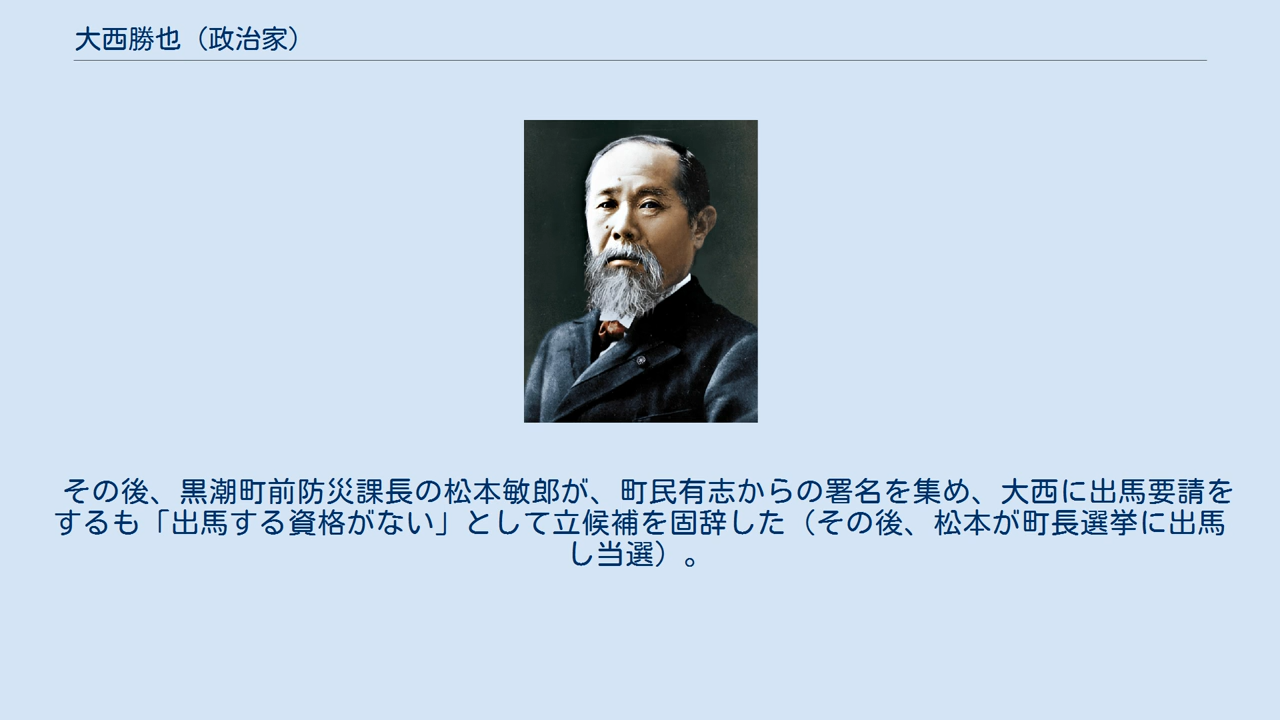 大西勝也（政治家）
その後、黒潮町前防災課長の松本敏郎が、町民有志からの署名を集め、大西に出馬要請を
するも「出馬する資格がない」として立候補を固辞した（その後、松本が町長選挙に出馬
し当選）。